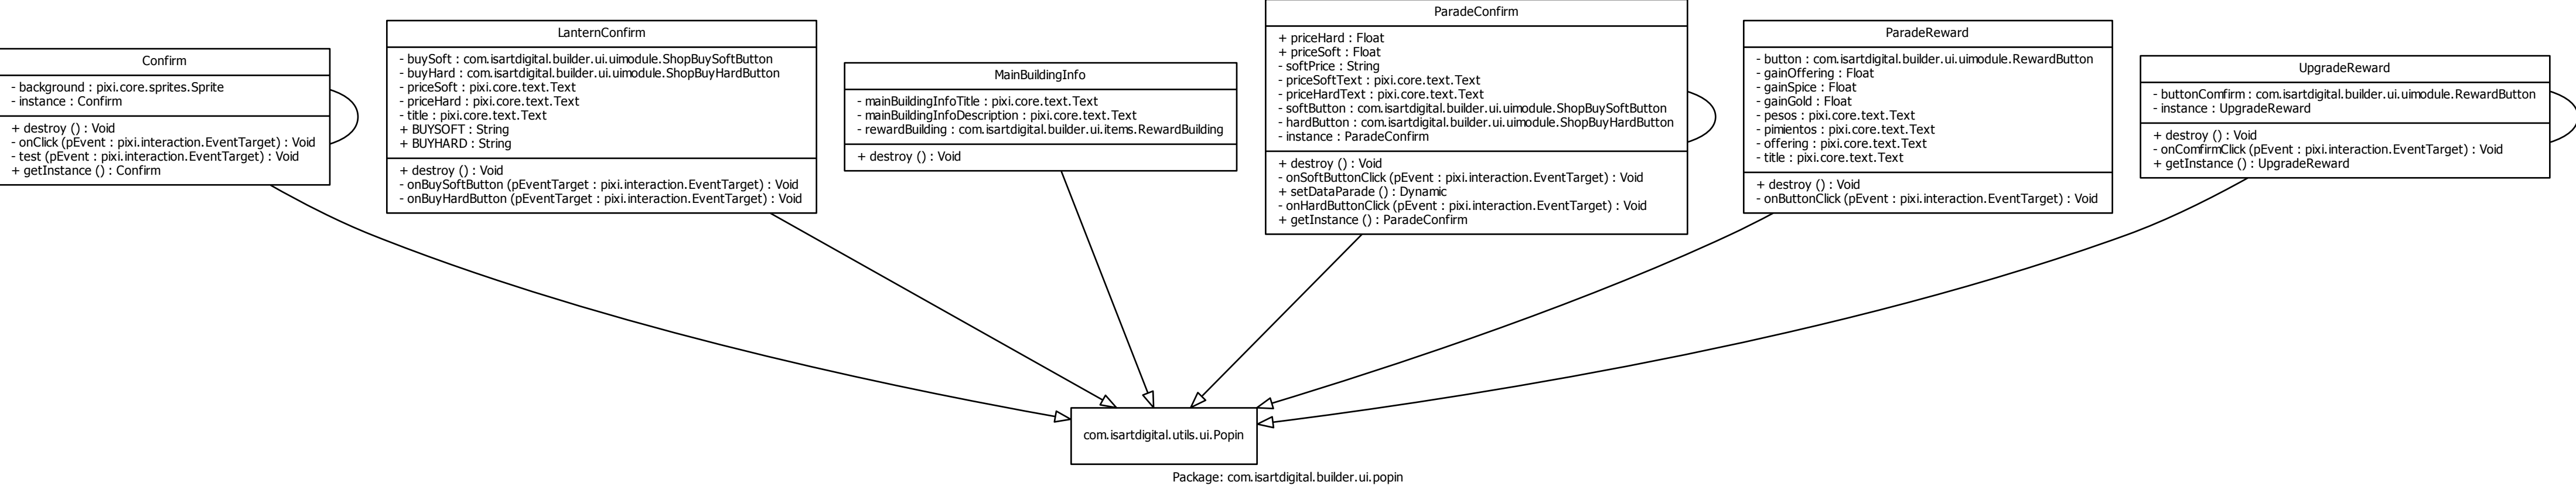 Confirm
- background : pixi.core.sprites.Sprite
- instance : Confirm
+ destroy () : Void
- onClick (pEvent : pixi.interaction.EventTarget) : Void
- test (pEvent : pixi.interaction.EventTarget) : Void
+ getInstance () : Confirm
LanternConfirm
- buySoft : com.isartdigital.builder.ui.uimodule.ShopBuySoftButton
- buyHard : com.isartdigital.builder.ui.uimodule.ShopBuyHardButton
- priceSoft : pixi.core.text.Text
- priceHard : pixi.core.text.Text
- title : pixi.core.text.Text
+ BUYSOFT : String
+ BUYHARD : String
+ destroy () : Void
- onBuySoftButton (pEventTarget : pixi.interaction.EventTarget) : Void
- onBuyHardButton (pEventTarget : pixi.interaction.EventTarget) : Void
MainBuildingInfo
- mainBuildingInfoTitle : pixi.core.text.Text
- mainBuildingInfoDescription : pixi.core.text.Text
- rewardBuilding : com.isartdigital.builder.ui.items.RewardBuilding
+ destroy () : Void
ParadeConfirm
+ priceHard : Float
+ priceSoft : Float
- softPrice : String
- priceSoftText : pixi.core.text.Text
- priceHardText : pixi.core.text.Text
- softButton : com.isartdigital.builder.ui.uimodule.ShopBuySoftButton
- hardButton : com.isartdigital.builder.ui.uimodule.ShopBuyHardButton
- instance : ParadeConfirm
+ destroy () : Void
- onSoftButtonClick (pEvent : pixi.interaction.EventTarget) : Void
+ setDataParade () : Dynamic
- onHardButtonClick (pEvent : pixi.interaction.EventTarget) : Void
+ getInstance () : ParadeConfirm
ParadeReward
- button : com.isartdigital.builder.ui.uimodule.RewardButton
- gainOffering : Float
- gainSpice : Float
- gainGold : Float
- pesos : pixi.core.text.Text
- pimientos : pixi.core.text.Text
- offering : pixi.core.text.Text
- title : pixi.core.text.Text
+ destroy () : Void
- onButtonClick (pEvent : pixi.interaction.EventTarget) : Void
UpgradeReward
- buttonComfirm : com.isartdigital.builder.ui.uimodule.RewardButton
- instance : UpgradeReward
+ destroy () : Void
- onComfirmClick (pEvent : pixi.interaction.EventTarget) : Void
+ getInstance () : UpgradeReward
com.isartdigital.utils.ui.Popin
Package: com.isartdigital.builder.ui.popin